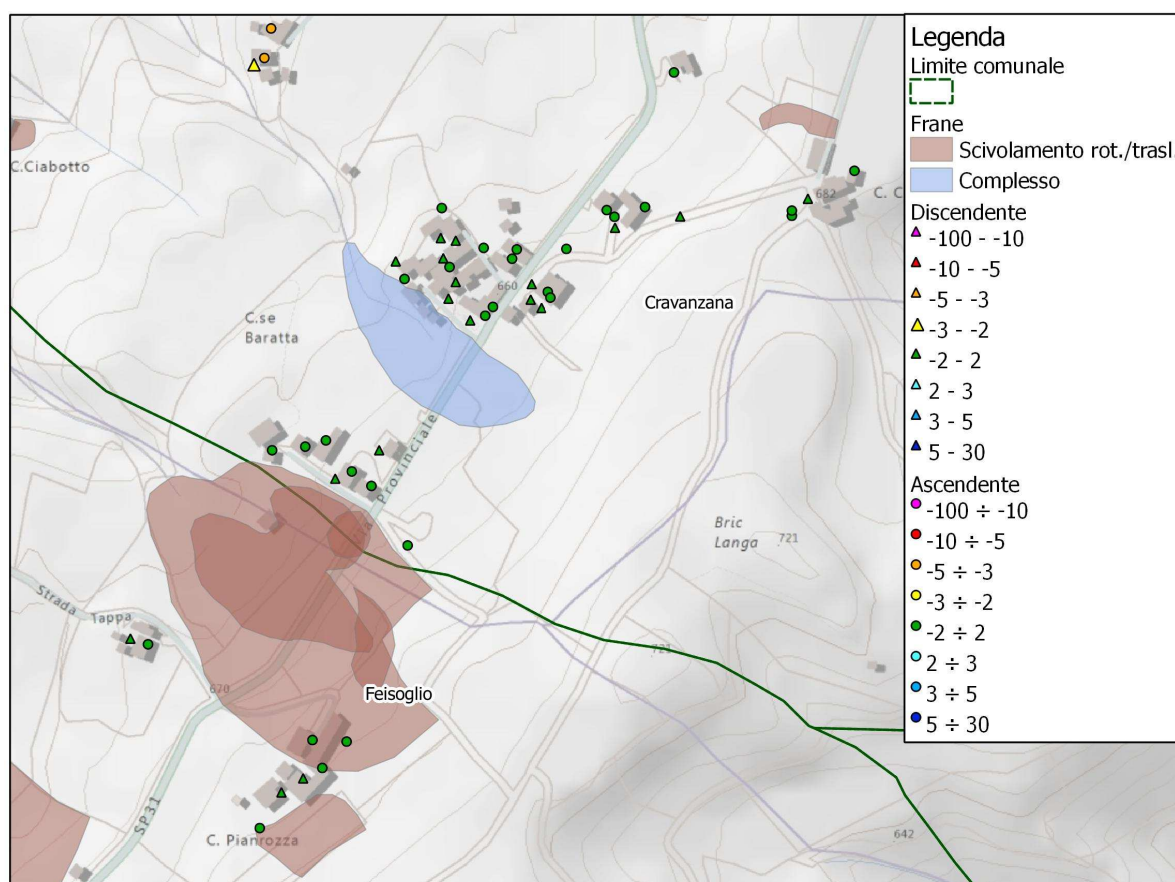 C.Ciabotto
682
C. C
660
Cravanzana
C.se
Baratta
Provinciale
Bric
Langa
721
Strada Tappa
721
670
Feisoglio
SP31
C. Pianrozza
642
Legenda
Limite comunale
Frane
Scivolamento rot./trasl
Complesso
Discendente
-100 - -10
-10 - -5
-5 - -3
-3 - -2
-2 - 2
2 - 3
3 - 5
5 - 30
Ascendente
-100 ÷ -10
-10 ÷ -5
-5 ÷ -3
-3 ÷ -2
-2 ÷ 2
2 ÷ 3
3 ÷ 5
5 ÷ 30